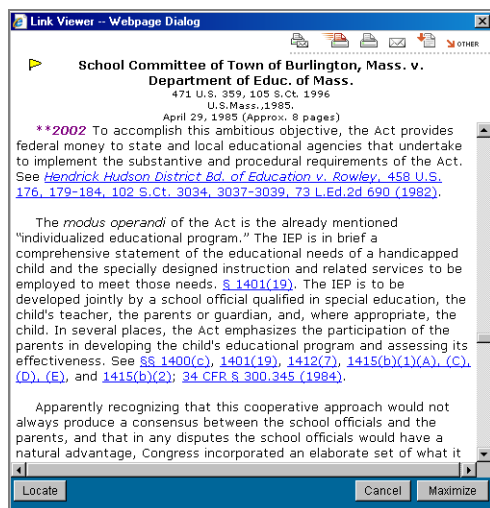 Link Viewer -- Webpage Dialog
OTHER
School Committee of Town of Burlington, Mass. v.
Department of Educ. of Mass.
471 U.S. 359, 105 S.Ct. 1996
U.S.Mass.,1985.
April 29, 1985 (Approx. 8 pages)
**2002 To accomplish this ambitious objective, the Act provides
federal money to state and local educational agencies that undertake
to implement the substantive and procedural requirements of the Act.
See Hendrick Hudson District Bd. of Education v. Rowley, 458 U.S.
176, 179-184, 102 S.Ct. 3034, 3037-3039, 73 L.Ed.2d 690 (1982).
The modus operandi of the Act is the already mentioned
"individualized educational program." The IEP is in brief a
comprehensive statement of the educational needs of a handicapped
child and the specially designed instruction and related services to be
employed to meet those needs. § 1401(19). The IEP is to be
developed jointly by a school official qualified in special education, the
child's teacher, the parents or guardian, and, where appropriate, the
child. In several places, the Act emphasizes the participation of the
parents in developing the child's educational program and assessing its
effectiveness. See §§ 1400(c), 1401(19), 1412(7), 1415(b)(1)(A), (C),
(D), (E), and 1415(b)(2); 34 CFR § 300.345 (1984).
Apparently recognizing that this cooperative approach would not
always produce a consensus between the school officials and the
parents, and that in any disputes the school officials would have a
natural advantage, Congress incorporated an elaborate set of what it
Locate
Cancel
Maximize